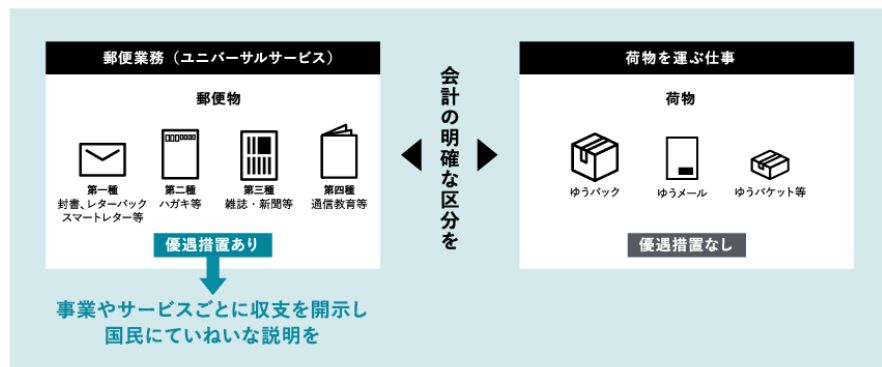 郵便業務（ユニバーサルサービス）
郵便物
第一種
封書、レターパック
スマートレター等
第二種
ハガキ等
第三種
雑誌・新聞等
第四種
通信教育等
優遇措置あり
事業やサービスごとに収支を開示し
国民にていねいな説明を
会計の明確な区分を
荷物を運ぶ仕事
荷物
ゆうパック
ゆうメール
ゆうパケット等
優遇措置なし